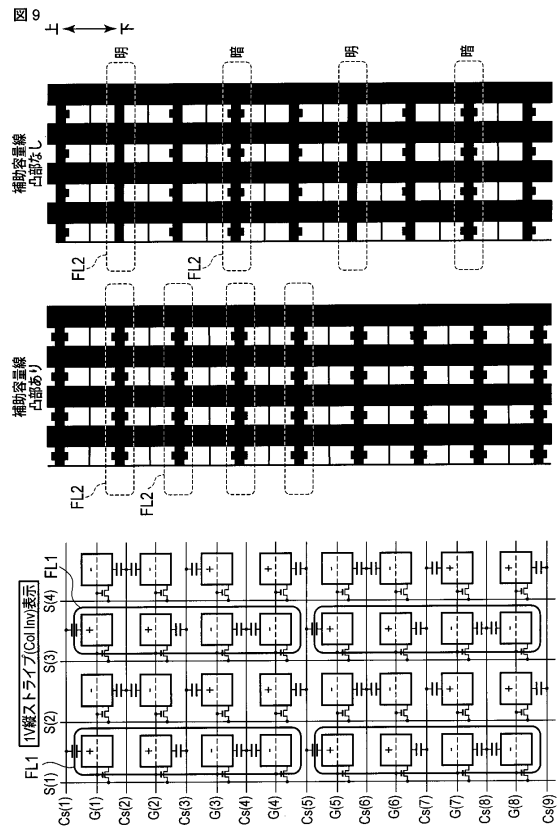 図9
上
下
明
暗
明
暗
補助容量線
凸部なし
FL2
FL2
補助容量線
凸部あり
FL2
FL2
1V縦ストライプ(ColInv)表示
FL1
FL1
S(1)
S(2)
S(3)
S(4)
Cs(1)
G(1)
Cs(2)
G(2)
Cs(3)
G(3)
Cs(4)
G(4)
Cs(5)
G(5)
Cs(6)
G(6)
Cs(7)
G(7)
Cs(8)
G(8)
Cs(9)
+ - - + + - - +
- + + - - + + -
+ - - + + - - +
- + + - - + + -